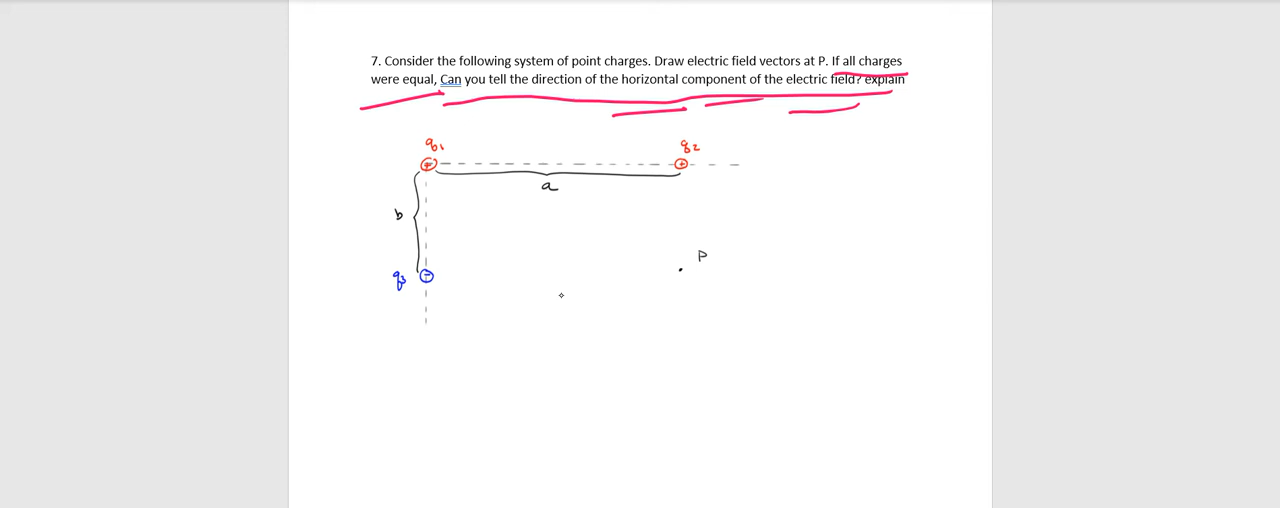 7. Consider the following system of point charges. Draw electric field vectors at P. If all charges
were equal, Can you tell the direction of the horizontal component of the electric field? explain
q₁
q₂
+
+
a
b
P
q₃
-